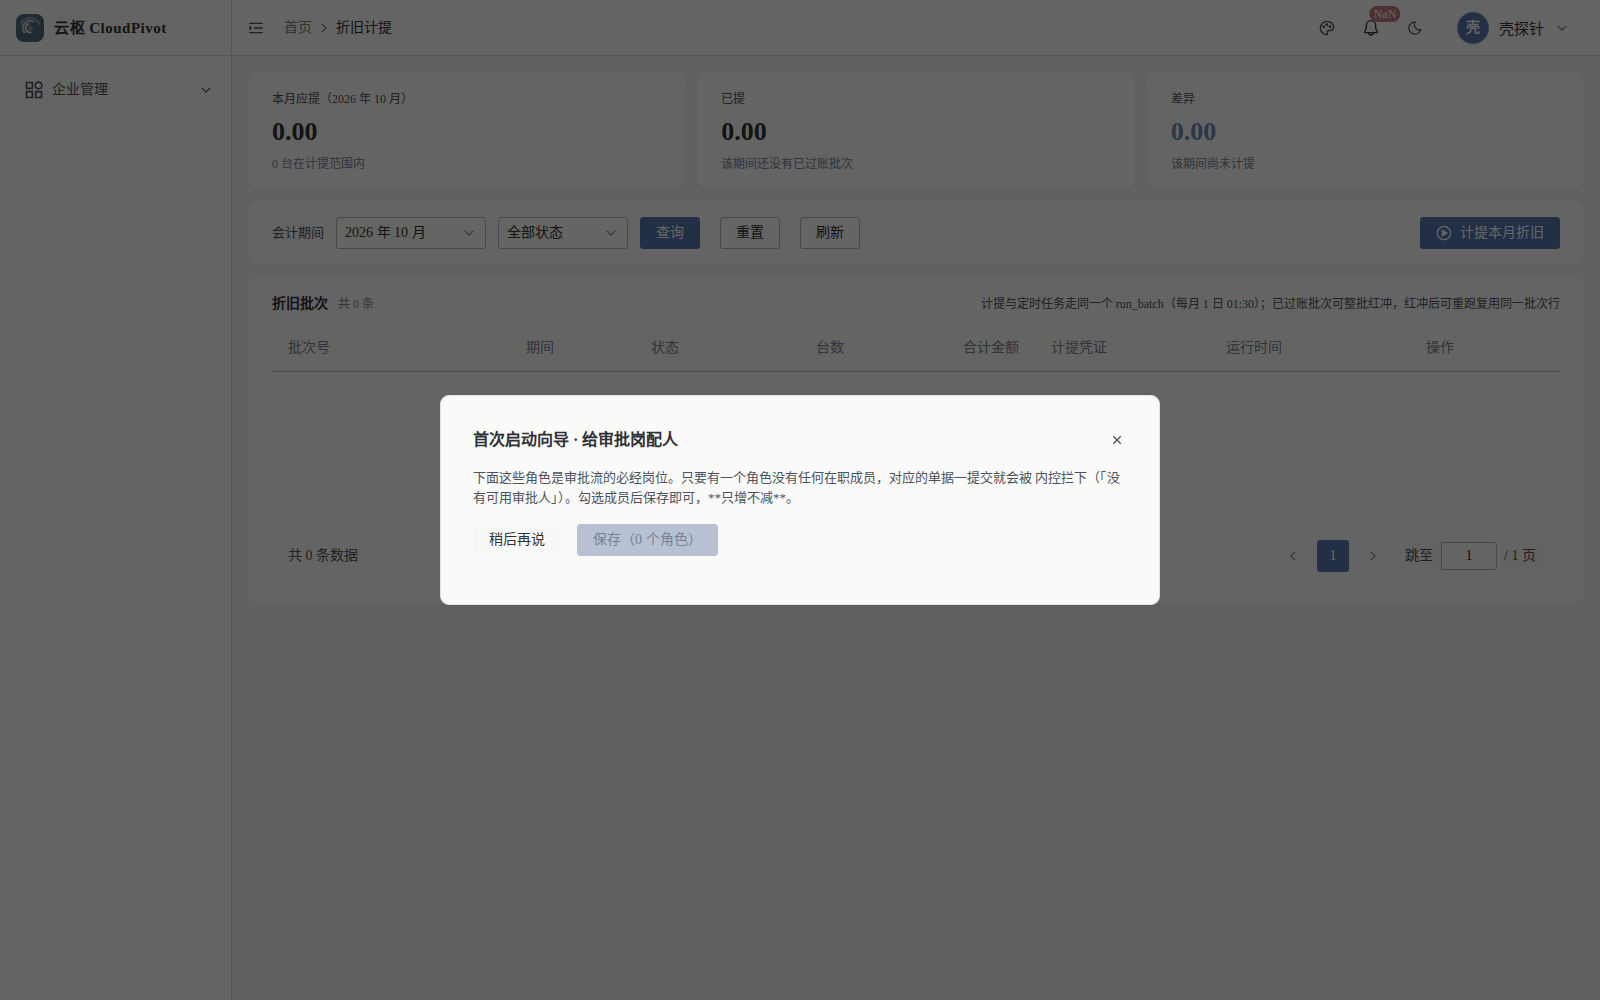 云枢 CloudPivot
首页 > 折旧计提
NaN
壳 壳探针
企业管理
本月应提（2026 年 10 月） 已提 差异
0.00 0.00 0.00
0 台在计提范围内 该期间还没有已过账批次 该期间尚未计提
会计期间 2026 年 10 月 全部状态 查询 重置 刷新 计提本月折旧
折旧批次 共 0 条 计提与定时任务走同一个 run_batch（每月 1 日 01:30）；已过账批次可整批红冲，红冲后可重跑复用同一批次行
批次号 期间 状态 台数 合计金额 计提凭证 运行时间 操作
首次启动向导 · 给审批岗配人
下面这些角色是审批流的必经岗位。只要有一个角色没有任何在职成员，对应的单据一提交就会被 内控拦下（「没
有可用审批人」）。勾选成员后保存即可，**只增不减**。
稍后再说 保存（0 个角色）
共 0 条数据 1 跳至 1 / 1 页